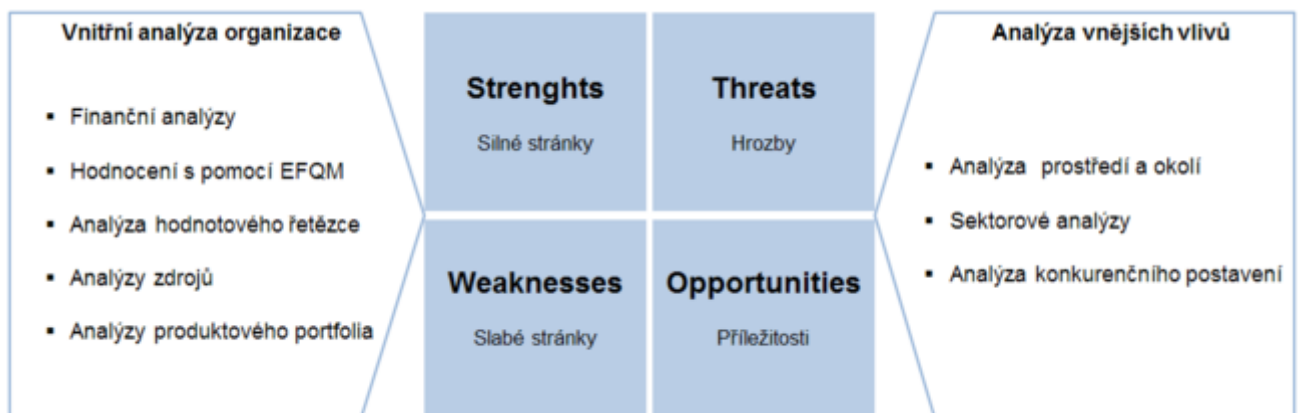 Vnitřní analýza organizace
Finanční analýzy
Hodnocení s pomocí EFQM
Analýza hodnotového řetězce
Analýzy zdrojů
Analýzy produktového portfolia
Strenghts
Silné stránky
Threats
Hrozby
Weaknesses
Slabé stránky
Opportunities
Příležitosti
Analýza vnějších vlivů
Analýza prostředí a okolí
Sektorové analýzy
Analýza konkurenčního postavení